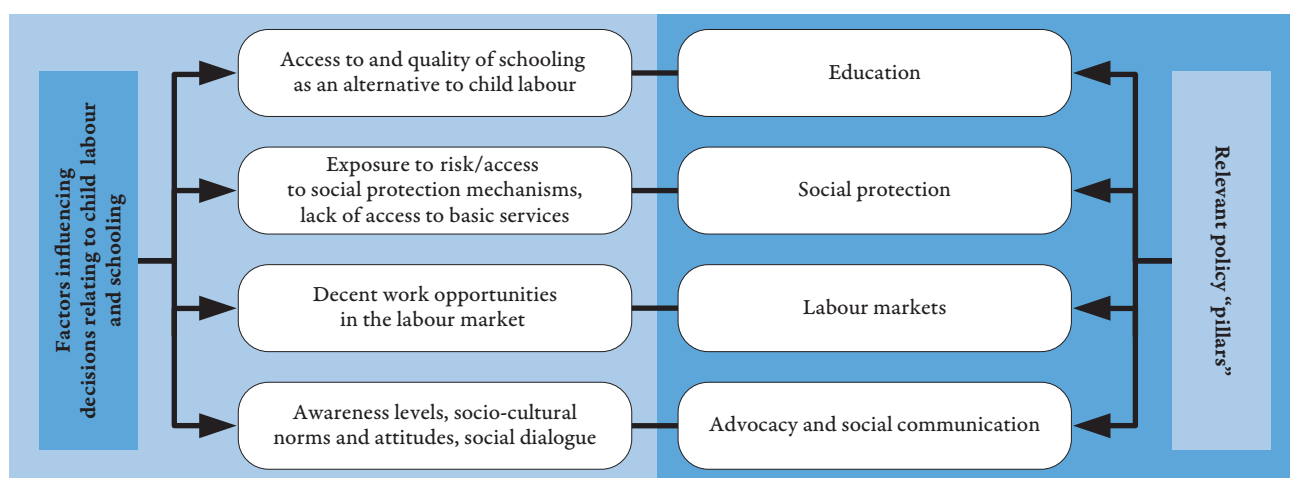 Factors influencing
decisions relating to child labour
and schooling
Access to and quality of schooling
as an alternative to child labour
Education
Exposure to risk/access
to social protection mechanisms,
lack of access to basic services
Social protection
Decent work opportunities
in the labour market
Labour markets
Awareness levels, socio-cultural
norms and attitudes, social dialogue
Advocacy and social communication
Relevant policy “pillars”